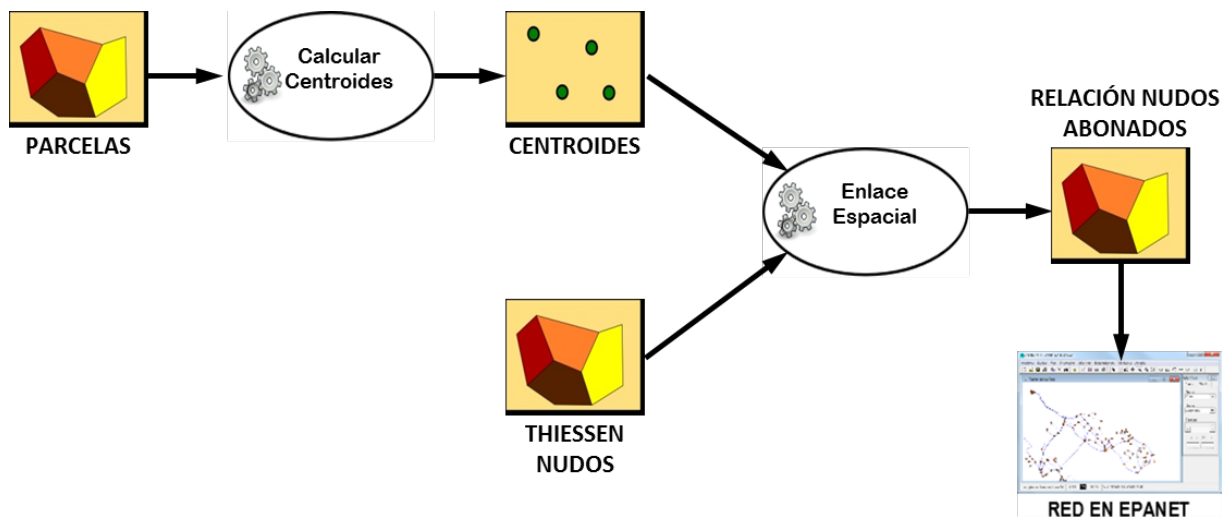 PARCELAS
Calcular
Centroides
CENTROIDES
THIESSEN
NUDOS
Enlace
Espacial
RELACIÓN NUDOS
ABONADOS
RED EN EPANET